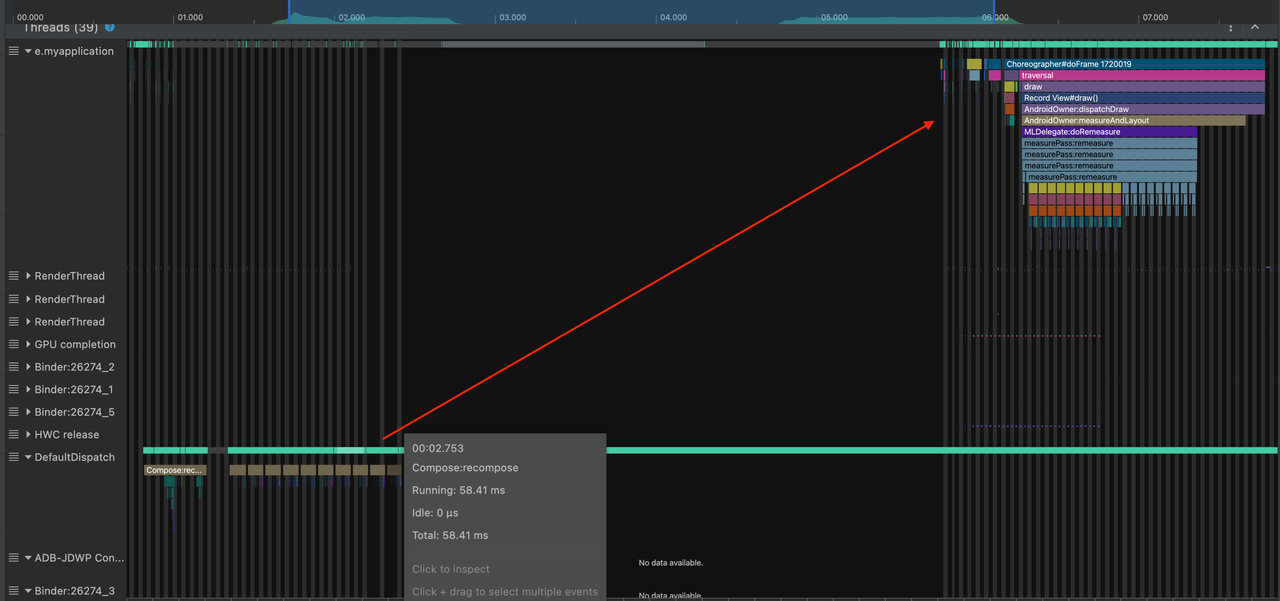 00.000
01.000
02.000
03.000
04.000
05.000
06.000
07.000
Threads (39) ?
e.myapplication
Choreographer#doFrame 1720019
traversal
draw
Record View#draw()
AndroidOwner:dispatchDraw
AndroidOwner:measureAndLayout
MLDelegate:doRemeasure
measurePass:remeasure
measurePass:remeasure
measurePass:remeasure
measurePass:remeasure
RenderThread
RenderThread
RenderThread
GPU completion
Binder:26274_2
Binder:26274_1
Binder:26274_5
HWC release
DefaultDispatch
Compose:rec...
00:02.753
Compose:recompose
Running: 58.41 ms
Idle: 0 μs
Total: 58.41 ms
Click to inspect
Click + drag to select multiple events
ADB-JDWP Con...
No data available.
Binder:26274_3
No data available.